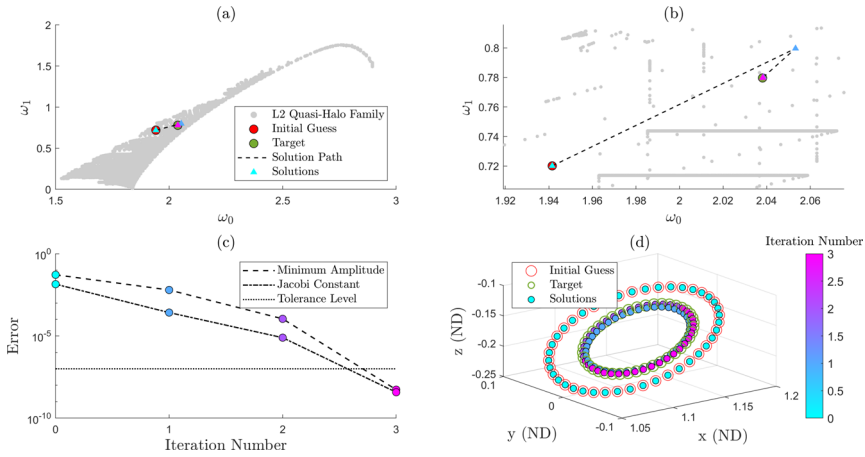 (a)
2
1.5
1
0.5
0
ω₁
1.5
2
2.5
3
ω₀
L2 Quasi-Halo Family
Initial Guess
Target
Solution Path
Solutions
(b)
0.8
0.78
0.76
0.74
0.72
ω₁
1.92
1.94
1.96
1.98
2
2.02
2.04
2.06
ω₀
(c)
10⁰
10⁻⁵
10⁻¹⁰
Error
0
1
2
3
Iteration Number
Minimum Amplitude
Jacobi Constant
Tolerance Level
(d)
Initial Guess
Target
Solutions
-0.1
-0.15
-0.2
-0.25
z (ND)
0.1
0
-0.1
y (ND)
1.05
1.1
1.15
1.2
x (ND)
Iteration Number
3
2.5
2
1.5
1
0.5
0